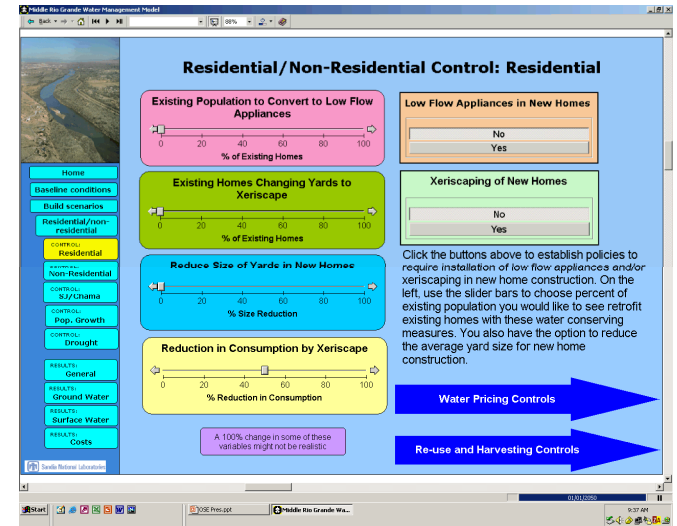 Middle Rio Grande Water Management Model
Back
88%
Residential/Non-Residential Control: Residential
Existing Population to Convert to Low Flow
Appliances
0 20 40 60 80 100
% of Existing Homes
Low Flow Appliances in New Homes
No
Yes
Home
Baseline conditions
Build scenarios
Residential/non-
residential
CONTROL:
Residential
CONTROL:
Non-Residential
CONTROL:
SJ/Chama
CONTROL:
Pop. Growth
CONTROL:
Drought
RESULTS:
General
RESULTS:
Ground Water
RESULTS:
Surface Water
RESULTS:
Costs
Sandia National Laboratories
Existing Homes Changing Yards to
Xeriscape
0 20 40 60 80 100
% of Existing Homes
Xeriscaping of New Homes
No
Yes
Reduce Size of Yards in New Homes
0 20 40 60 80 100
% Size Reduction
Click the buttons above to establish policies to
require installation of low flow appliances and/or
xeriscaping in new home construction. On the
left, use the slider bars to choose percent of
existing population you would like to see retrofit
existing homes with these water conserving
measures. You also have the option to reduce
the average yard size for new home
construction.
Reduction in Consumption by Xeriscape
0 20 40 60 80 100
% Reduction in Consumption
Water Pricing Controls
A 100% change in some of these
variables might not be realistic
Re-use and Harvesting Controls
01/01/2050
Start
OSE Pres.ppt
Middle Rio Grande Wa...
9:37 AM